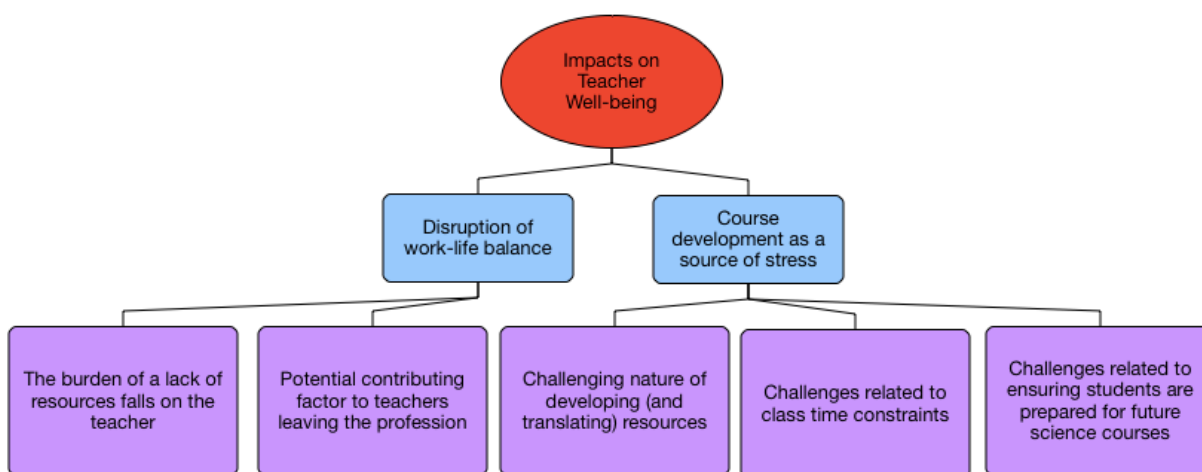 Impacts on
Teacher
Well-being
Disruption of
work-life balance
Course
development as a
source of stress
The burden of a lack of
resources falls on the
teacher
Potential contributing
factor to teachers
leaving the profession
Challenging nature of
developing (and
translating) resources
Challenges related to
class time constraints
Challenges related to
ensuring students are
prepared for future
science courses